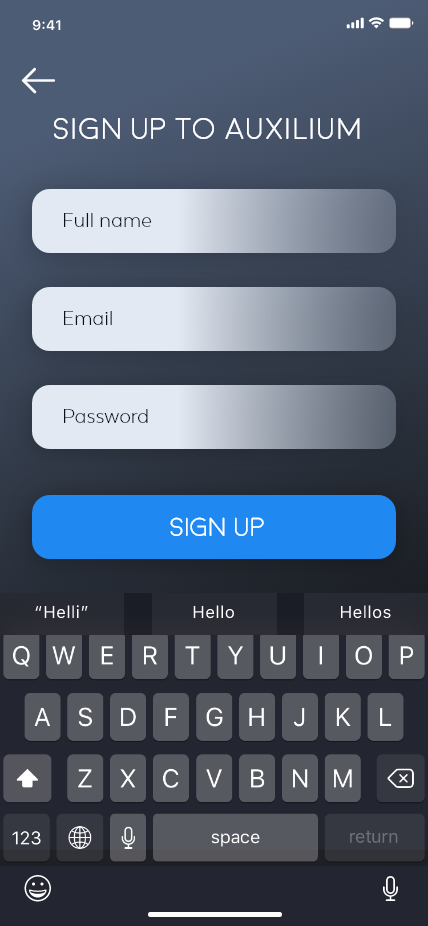 9:41
SIGN UP TO AUXILIUM
Full name
Email
Password
SIGN UP
“Helli” Hello Hellos
Q W E R T Y U I O P
A S D F G H J K L
Z X C V B N M
123 space return